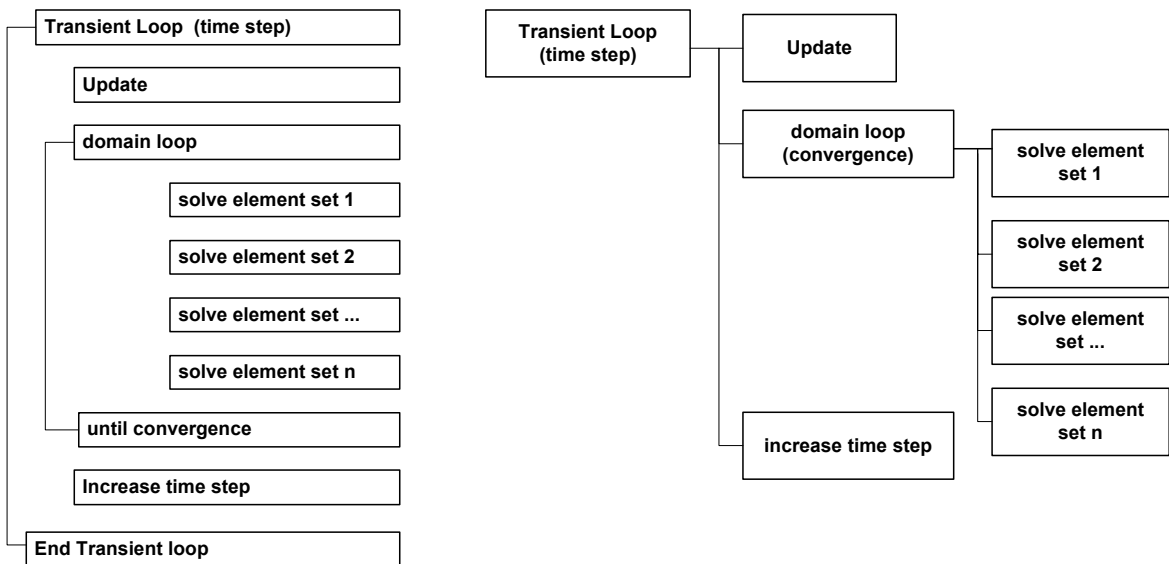 Transient Loop (time step)
Update
domain loop
solve element set 1
solve element set 2
solve element set ...
solve element set n
until convergence
Increase time step
End Transient loop
Transient Loop
(time step)
Update
domain loop
(convergence)
increase time step
solve element
set 1
solve element
set 2
solve element
set ...
solve element
set n